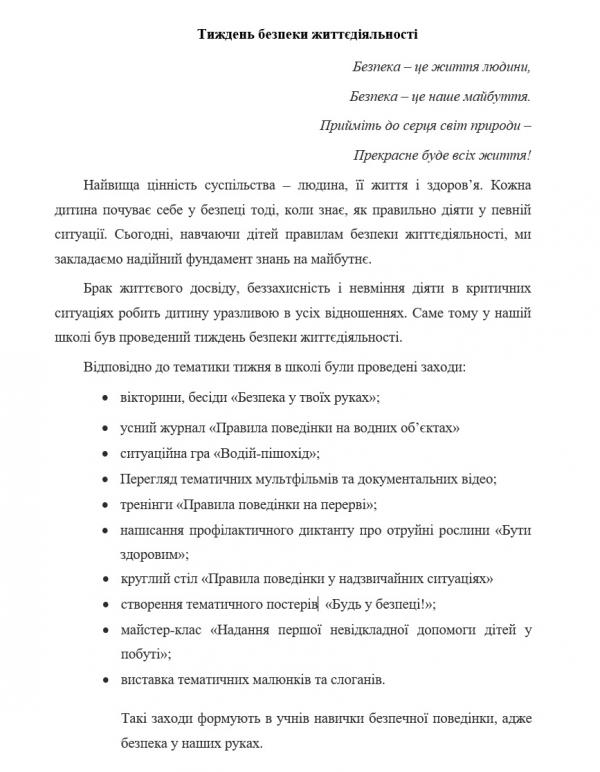 Тиждень безпеки життєдіяльності
Безпека – це життя людини,
Безпека – це наше майбуття.
Прийміть до серця світ природи –
Прекрасне буде всіх життя!
Найвища цінність суспільства – людина, її життя і здоров’я. Кожна
дитина почуває себе у безпеці тоді, коли знає, як правильно діяти у певній
ситуації. Сьогодні, навчаючи дітей правилам безпеки життєдіяльності, ми
закладаємо надійний фундамент знань на майбутнє.
Брак життєвого досвіду, беззахисність і невміння діяти в критичних
ситуаціях робить дитину уразливою в усіх відношеннях. Саме тому у нашій
школі був проведений тиждень безпеки життєдіяльності.
Відповідно до тематики тижня в школі були проведені заходи:
• вікторини, бесіди «Безпека у твоїх руках»;
• усний журнал «Правила поведінки на водних об’єктах»
• ситуаційна гра «Водій-пішохід»;
• Перегляд тематичних мультфільмів та документальних відео;
• тренінги «Правила поведінки на перерві»;
• написання профілактичного диктанту про отруйні рослини «Бути
здоровим»;
• круглий стіл «Правила поведінки у надзвичайних ситуаціях»
• створення тематичного постерів «Будь у безпеці!»;
• майстер-клас «Надання першої невідкладної допомоги дітей у
побуті»;
• виставка тематичних малюнків та слоганів.
Такі заходи формують в учнів навички безпечної поведінки, адже
безпека у наших руках.